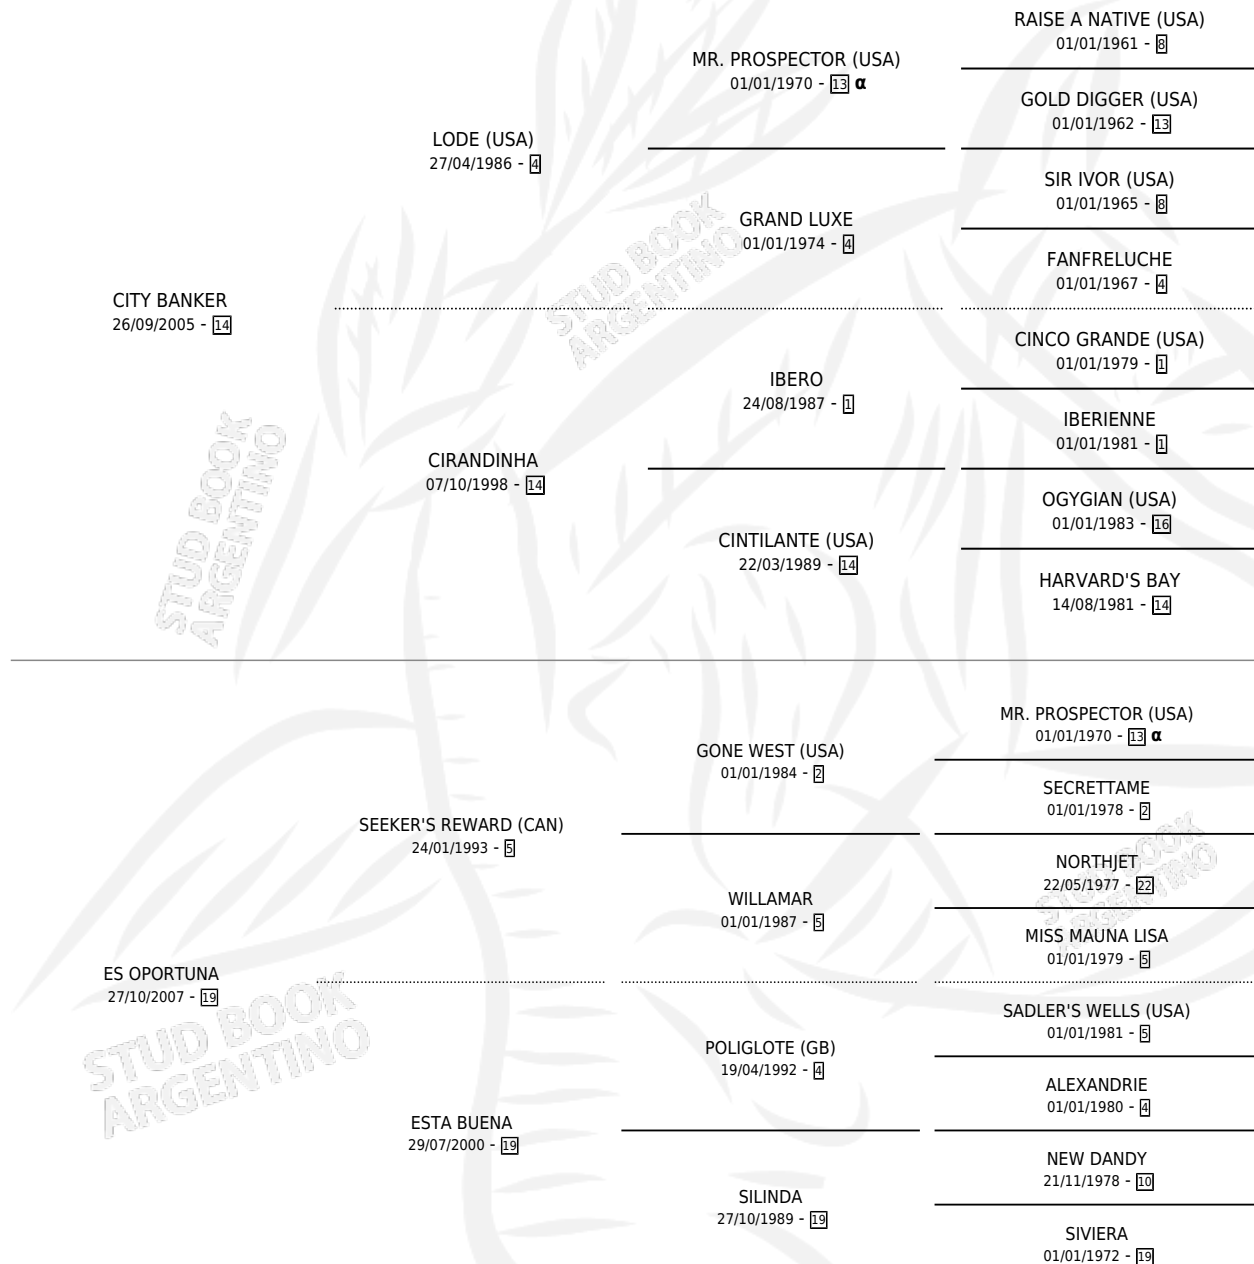 RAISE A NATIVE (USA)
01/01/1961 - 8
MR. PROSPECTOR (USA)
01/01/1970 - 13 α
GOLD DIGGER (USA)
01/01/1962 - 13
LODE (USA)
27/04/1986 - 4
SIR IVOR (USA)
01/01/1965 - 8
GRAND LUXE
01/01/1974 - 4
FANFRELUCHE
01/01/1967 - 4
CITY BANKER
26/09/2005 - 14
CINCO GRANDE (USA)
01/01/1979 - 1
IBERO
24/08/1987 - 1
IBERIENNE
01/01/1981 - 1
CIRANDINHA
07/10/1998 - 14
OGYGIAN (USA)
01/01/1983 - 16
CINTILANTE (USA)
22/03/1989 - 14
HARVARD'S BAY
14/08/1981 - 14
MR. PROSPECTOR (USA)
01/01/1970 - 13 α
GONE WEST (USA)
01/01/1984 - 2
SECRETTAME
01/01/1978 - 2
SEEKER'S REWARD (CAN)
24/01/1993 - 5
NORTHJET
22/05/1977 - 22
WILLAMAR
01/01/1987 - 5
MISS MAUNA LISA
01/01/1979 - 5
ES OPORTUNA
27/10/2007 - 19
SADLER'S WELLS (USA)
01/01/1981 - 5
POLIGLOTE (GB)
19/04/1992 - 4
ALEXANDRIE
01/01/1980 - 4
ESTA BUENA
29/07/2000 - 19
NEW DANDY
21/11/1978 - 10
SILINDA
27/10/1989 - 19
SIVIERA
01/01/1972 - 19
STUD BOOK
ARGENTINO
STUD BOOK
ARGENTINO
STUD BOOK
ARGENTINO
STUD BOOK
ARGENTINO